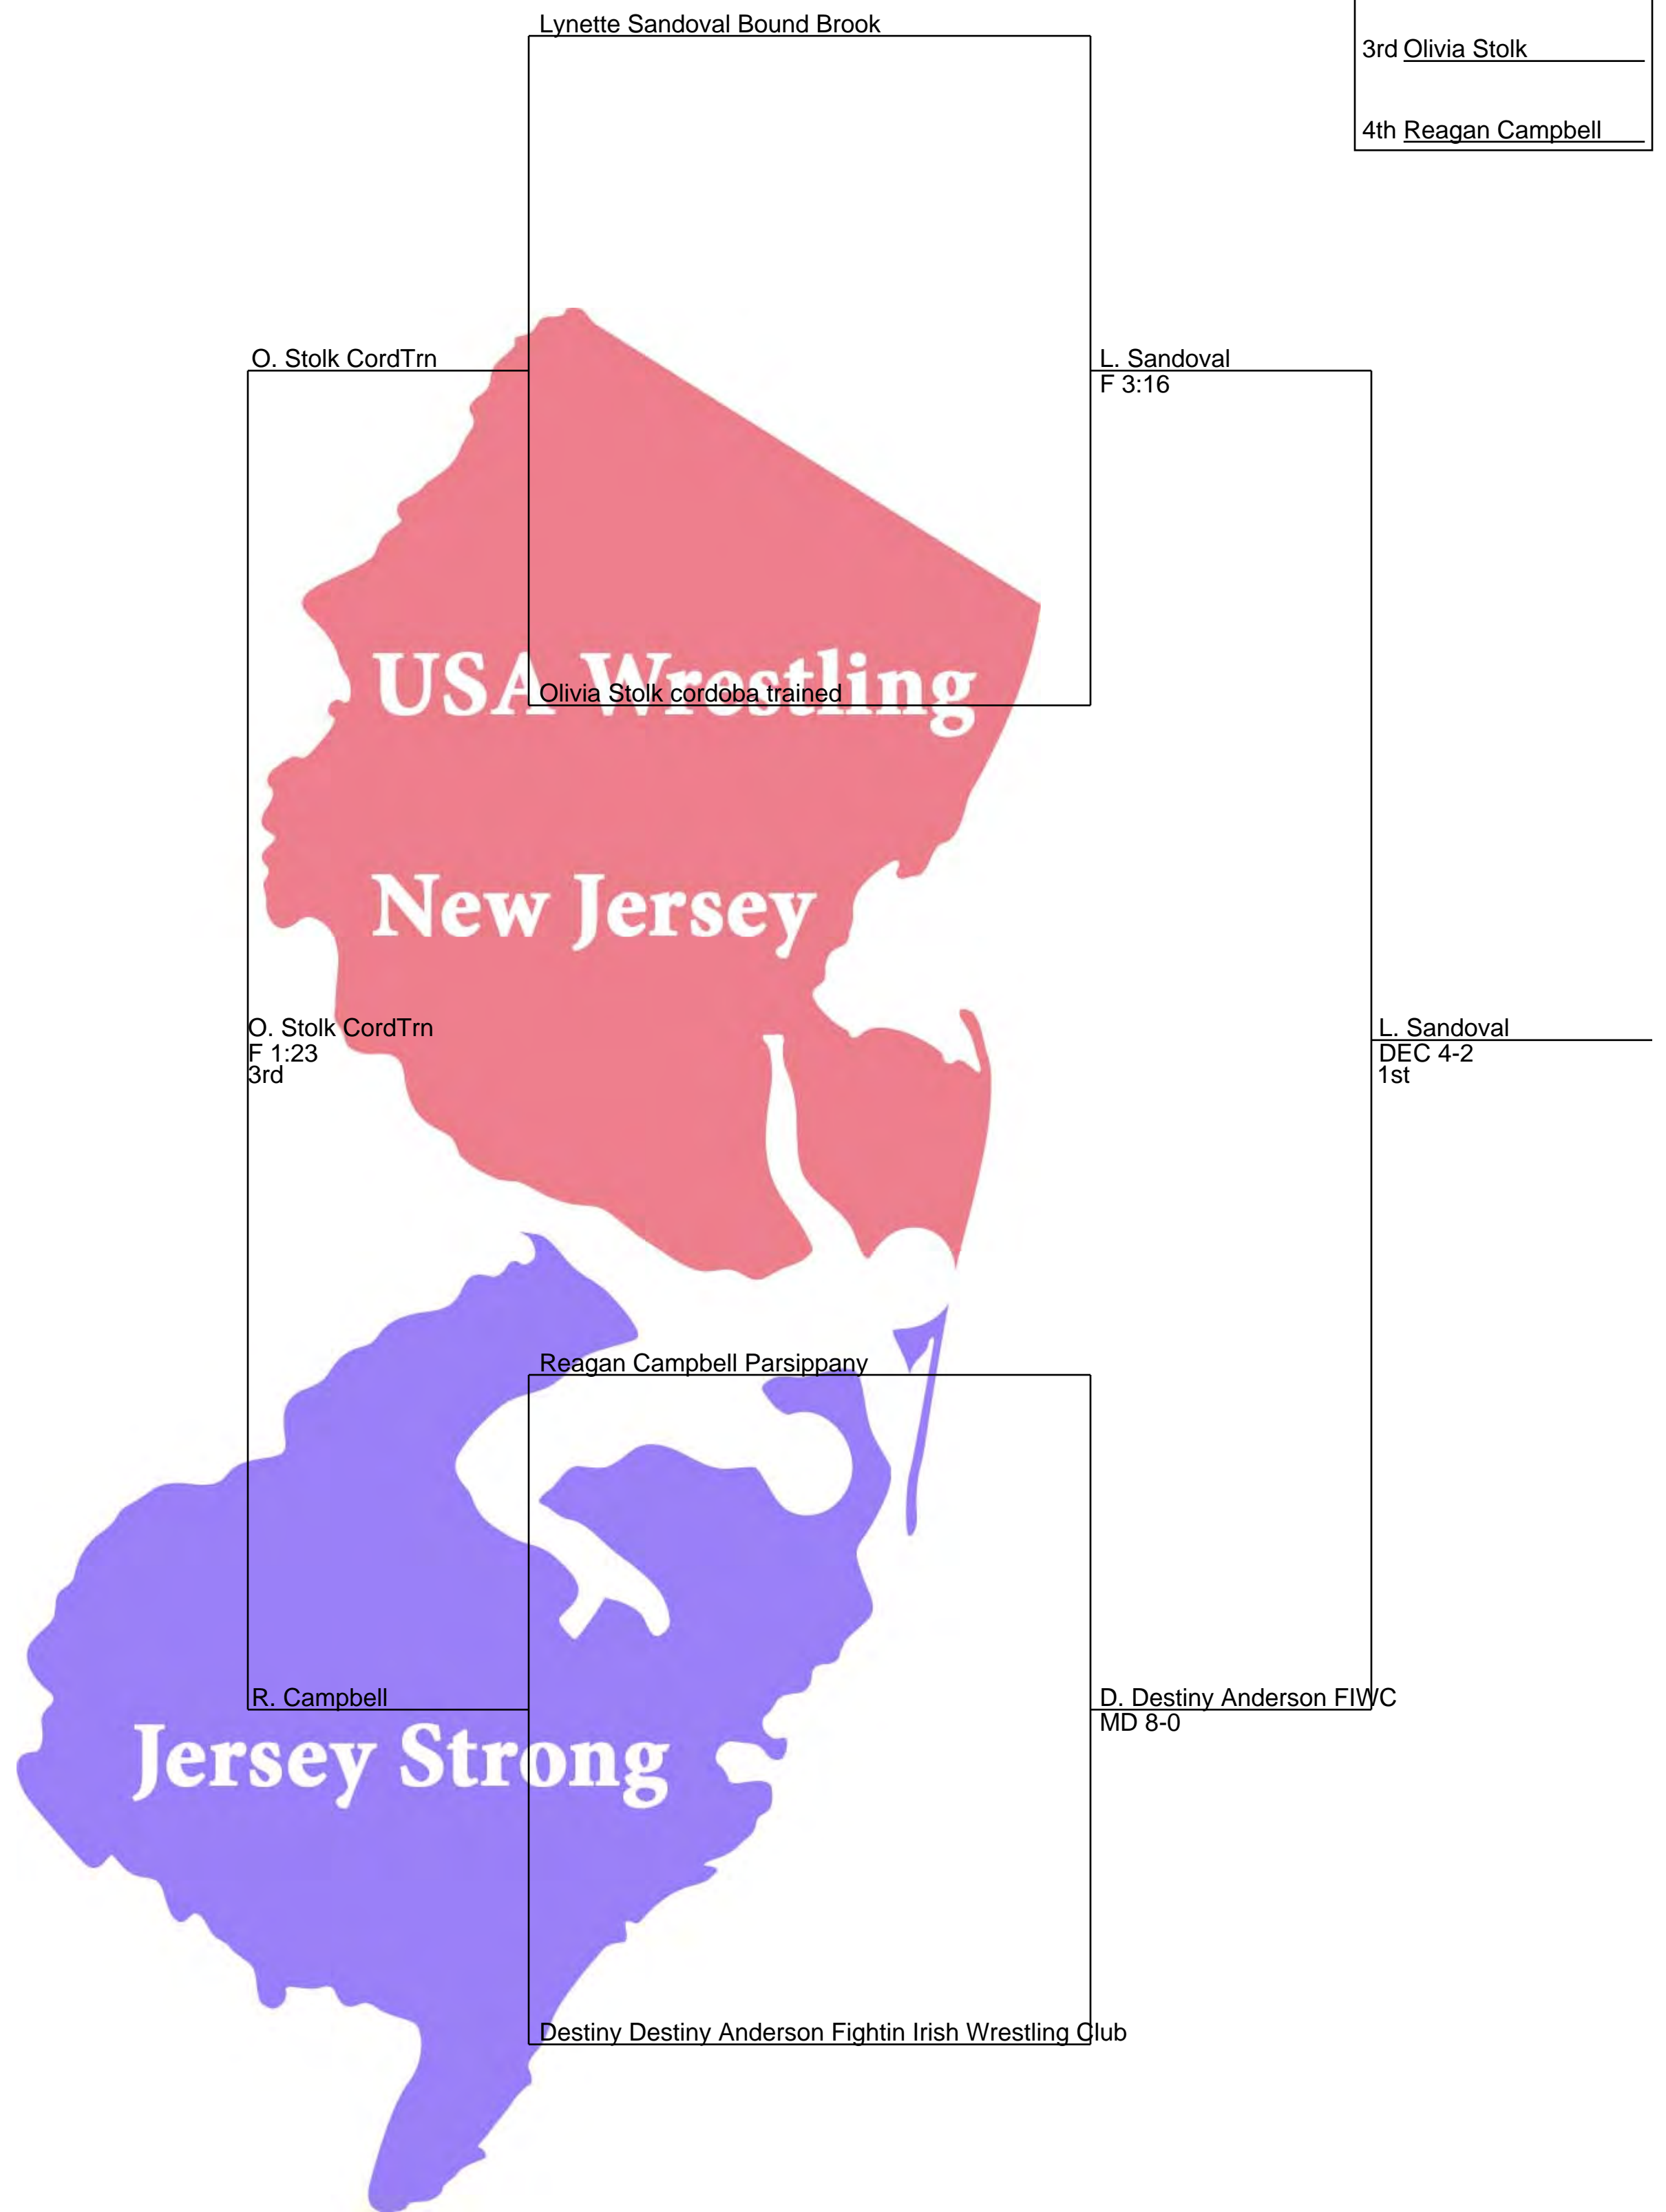 Lynette Sandoval Bound Brook
3rd Olivia Stolk
4th Reagan Campbell
O. Stolk CordTrn
L. Sandoval
F 3:16
USA Wrestling
Olivia Stolk cordoba trained
New Jersey
O. Stolk CordTrn
F 1:23
3rd
L. Sandoval
DEC 4-2
1st
Reagan Campbell Parsippany
R. Campbell
D. Destiny Anderson FIWC
MD 8-0
Jersey Strong
Destiny Destiny Anderson Fightin Irish Wrestling Club